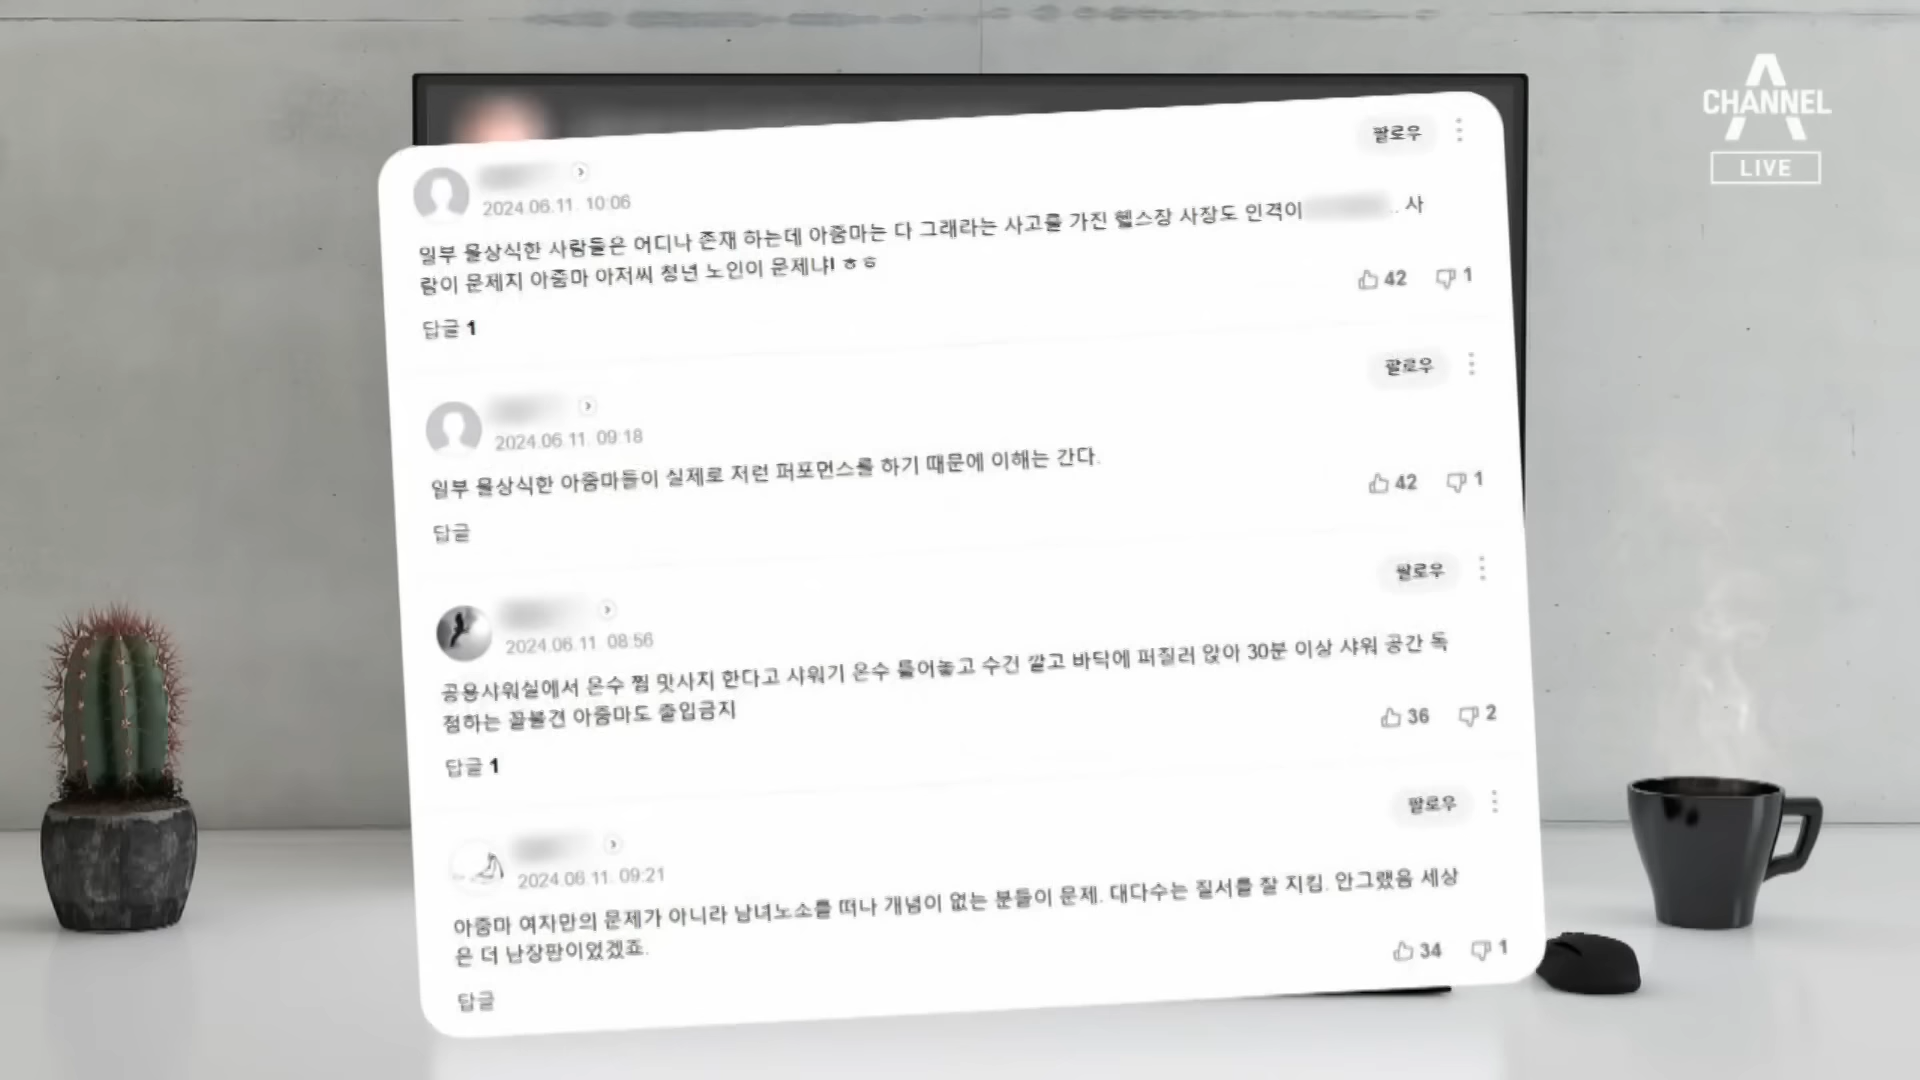 CHANNEL A
LIVE
팔로우
2024.06.11. 10:06
일부 몰상식한 사람들은 어디나 존재 하는데 아줌마는 다 그래라는 사고를 가진 헬스장 사장도 인격이 .. 사
람이 문제지 아줌마 아저씨 청년 노인이 문제냐! ㅎㅎ
42 1
답글 1
팔로우
2024.06.11. 09:18
일부 몰상식한 아줌마들이 실제로 저런 퍼포먼스를 하기 때문에 이해는 간다.
42 1
답글
팔로우
2024.06.11. 08:56
공용샤워실에서 온수 찜 맛사지 한다고 샤워기 온수 틀어놓고 수건 깔고 바닥에 퍼질러 앉아 30분 이상 샤워 공간 독
점하는 꼴불견 아줌마도 출입금지
36 2
답글 1
팔로우
2024.06.11. 09:21
아줌마 여자만의 문제가 아니라 남녀노소를 떠나 개념이 없는 분들이 문제. 대다수는 질서를 잘 지킴. 안그랬음 세상
은 더 난장판이었겠죠.
34 1
답글